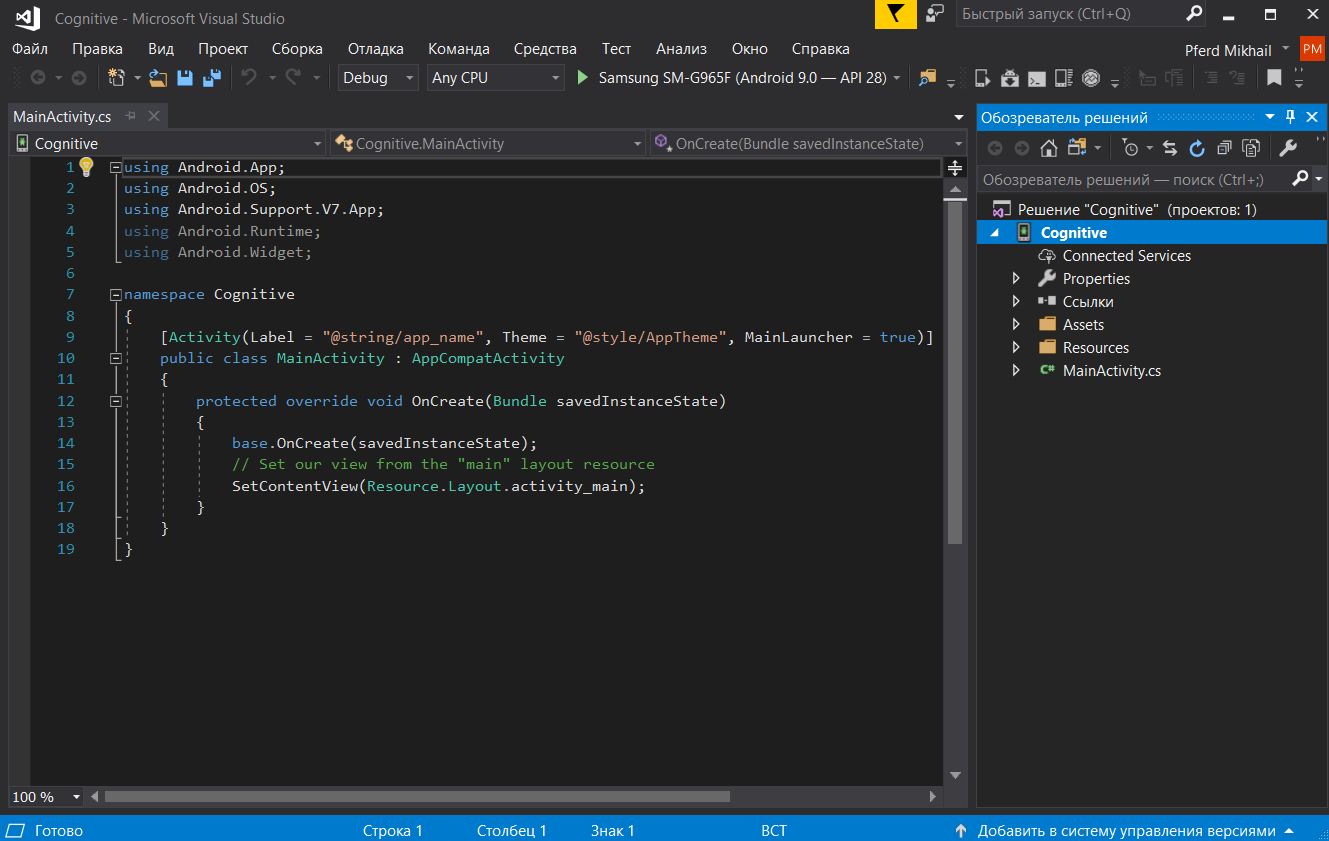 Cognitive - Microsoft Visual Studio
Быстрый запуск (Ctrl+Q)
Файл Правка Вид Проект Сборка Отладка Команда Средства Тест Анализ Окно Справка
Pferd Mikhail PM
Debug Any CPU Samsung SM-G965F (Android 9.0 — API 28)
MainActivity.cs
Cognitive Cognitive.MainActivity OnCreate(Bundle savedInstanceState)
1 using Android.App;
2 using Android.OS;
3 using Android.Support.V7.App;
4 using Android.Runtime;
5 using Android.Widget;
6
7 namespace Cognitive
8 {
9 [Activity(Label = "@string/app_name", Theme = "@style/AppTheme", MainLauncher = true)]
10 public class MainActivity : AppCompatActivity
11 {
12 protected override void OnCreate(Bundle savedInstanceState)
13 {
14 base.OnCreate(savedInstanceState);
15 // Set our view from the "main" layout resource
16 SetContentView(Resource.Layout.activity_main);
17 }
18 }
19 }
100 %
Обозреватель решений
Обозреватель решений — поиск (Ctrl+;)
Решение "Cognitive" (проектов: 1)
Cognitive
Connected Services
Properties
Ссылки
Assets
Resources
C# MainActivity.cs
Готово Строка 1 Столбец 1 Знак 1 ВСТ Добавить в систему управления версиями